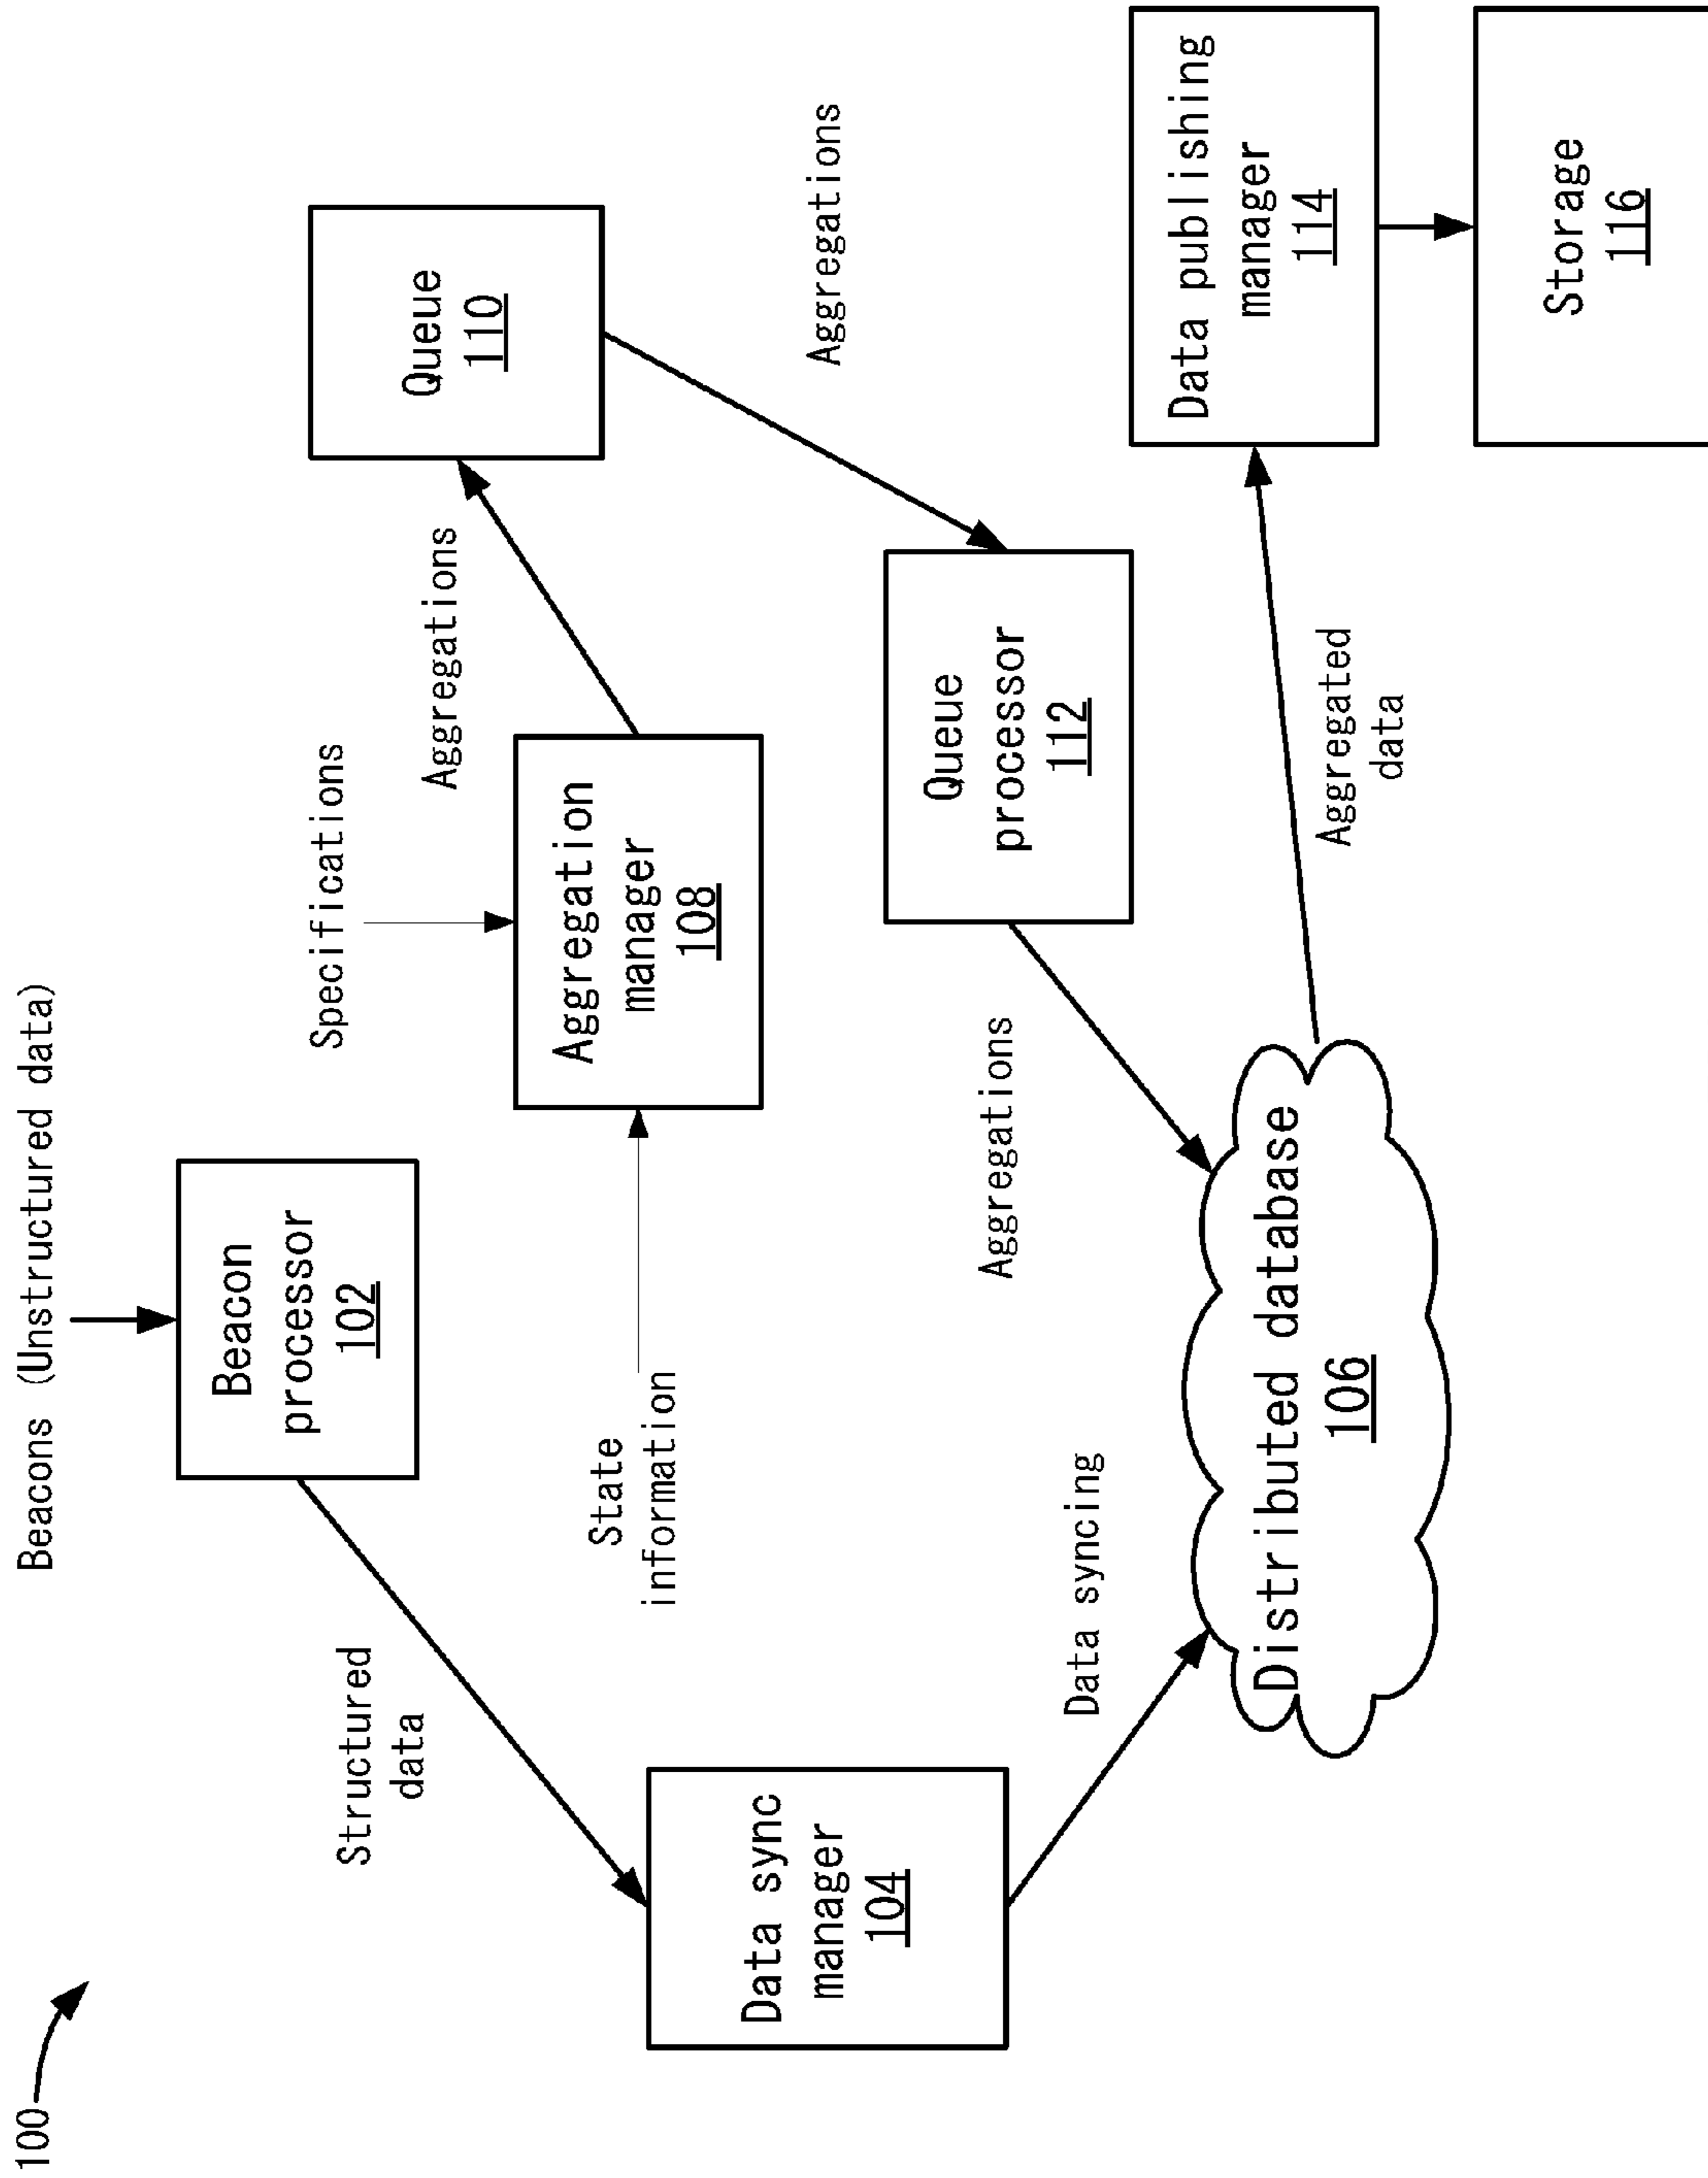 100
Beacons (Unstructured data)
Beacon
processor
102
Structured
data
Data sync
manager
104
Data syncing
Distributed database
106
State
information
Specifications
Aggregation
manager
108
Aggregations
Queue
110
Aggregations
Queue
processor
112
Aggregations
Aggregated
data
Data publishing
manager
114
Storage
116